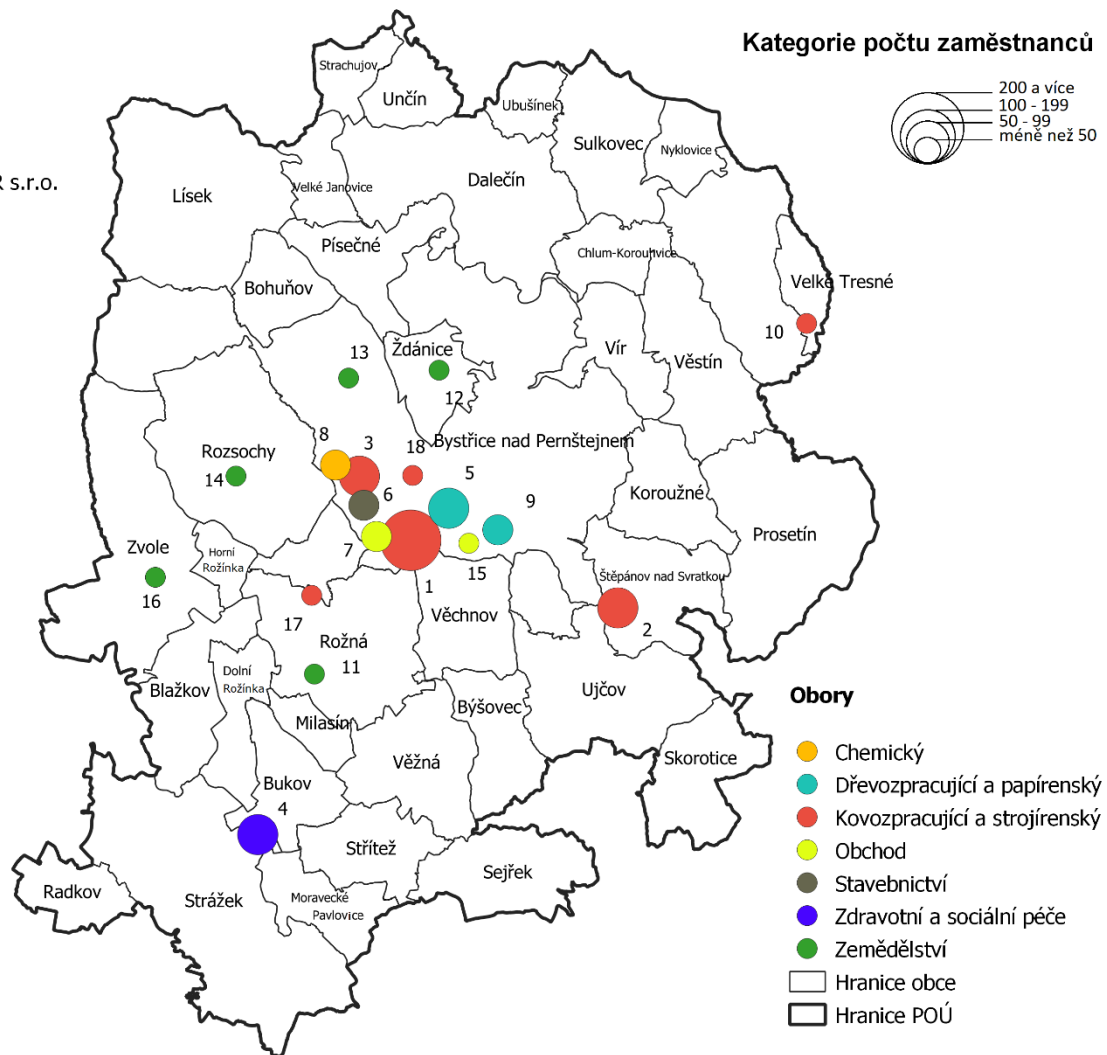 Kategorie počtu zaměstnanců
200 a více
100 - 199
50 - 99
méně než 50
R s.r.o.
Strachujov
Unčín
Ubušínek
Sulkovec
Nyklovice
Lísek
Velké Janovice
Dalečín
Písečné
Chlum-Korouhvice
Bohuňov
Velké Tresné
10
13
Ždánice
Vír
Věstín
12
8
3
18
Bystřice nad Pernštejnem
Rozsochy
14
5
6
9
Koroužné
Prosetín
Zvole
Horní
Rožínka
7
16
1
15
Štěpánov nad Svratkou
Věchnov
2
17
Rožná
11
Dolní
Rožínka
Blažkov
Ujčov
Býšovec
Milasín
Věžná
Skorotice
Bukov
4
Střítež
Sejřek
Radkov
Strážek
Moravecké
Pavlovice
Obory
Chemický
Dřevozpracující a papírenský
Kovozpracující a strojírenský
Obchod
Stavebnictví
Zdravotní a sociální péče
Zemědělství
Hranice obce
Hranice POÚ